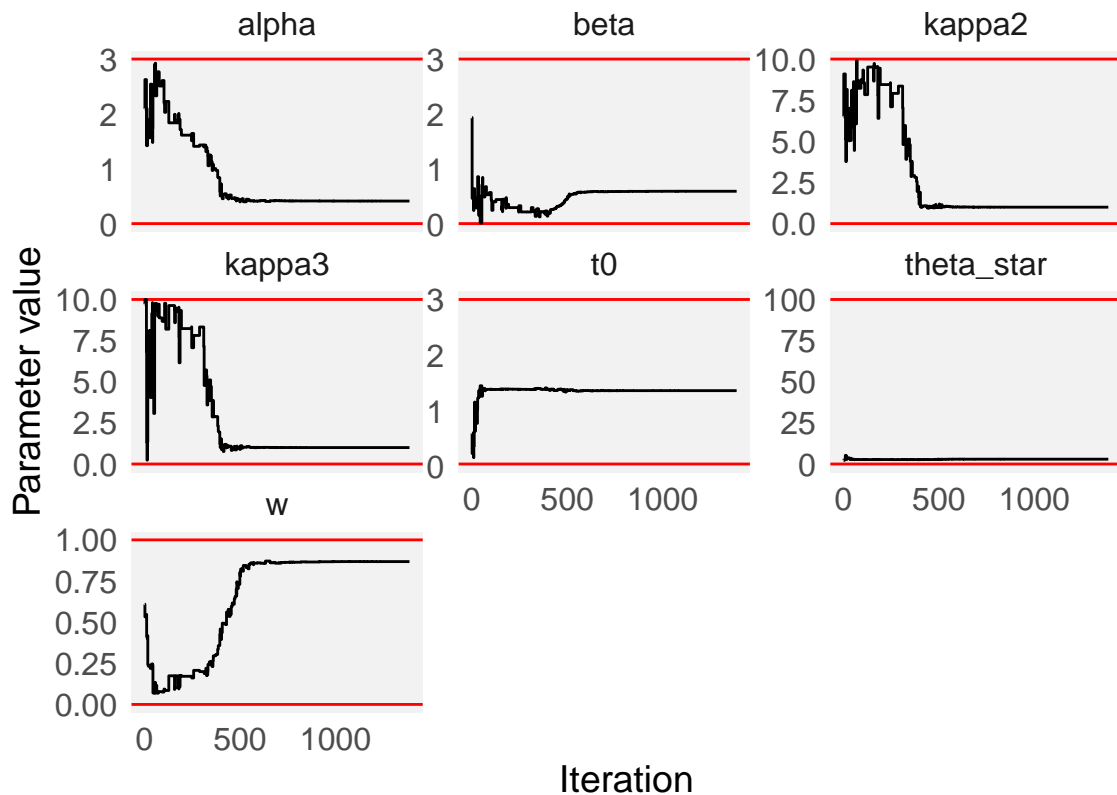 alpha beta kappa2
3 3 10.0
2 2 7.5
5.0
1 1 2.5
0 0 0.0
kappa3 t0 theta_star
10.0 3 100
7.5 2 75
5.0 50
2.5 1 25
0.0 0 0
0 500 1000 0 500 1000
w
1.00
0.75
0.50
0.25
0.00
0 500 1000
Parameter value
Iteration